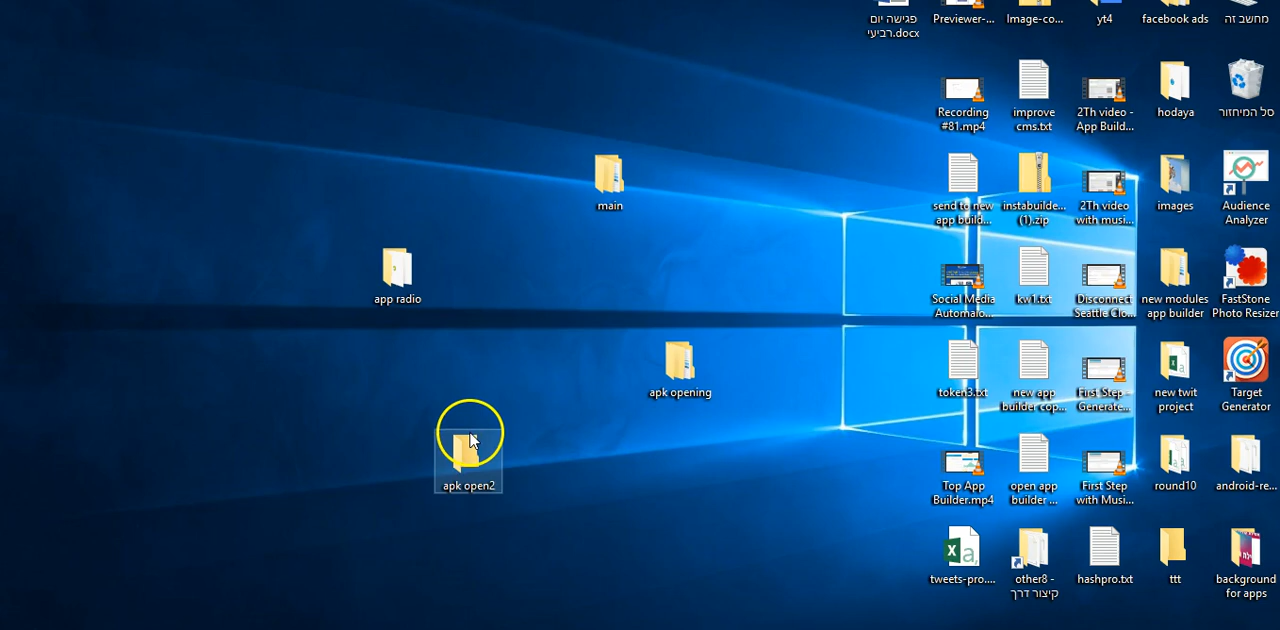 פגישה יום
רביעי.docx
Previewer-...
Image-co...
yt4
facebook ads
מחשב זה
Recording
#81.mp4
improve
cms.txt
2Th video -
App Build...
hodaya
סל המיחזור
main
send to new
app build...
instabuilde...
(1).zip
2Th video
with musi...
images
Audience
Analyzer
app radio
Social Media
Automalo...
kw1.txt
Disconnect
Seattle Clo...
new modules
app builder
FastStone
Photo Resizer
apk opening
token3.txt
new app
builder cop...
First Step -
Generate...
new twit
project
Target
Generator
apk open2
Top App
Builder.mp4
open app
builder ...
First Step
with Musi...
round10
android-re...
tweets-pro....
other8 -
קיצור דרך
hashpro.txt
ttt
background
for apps